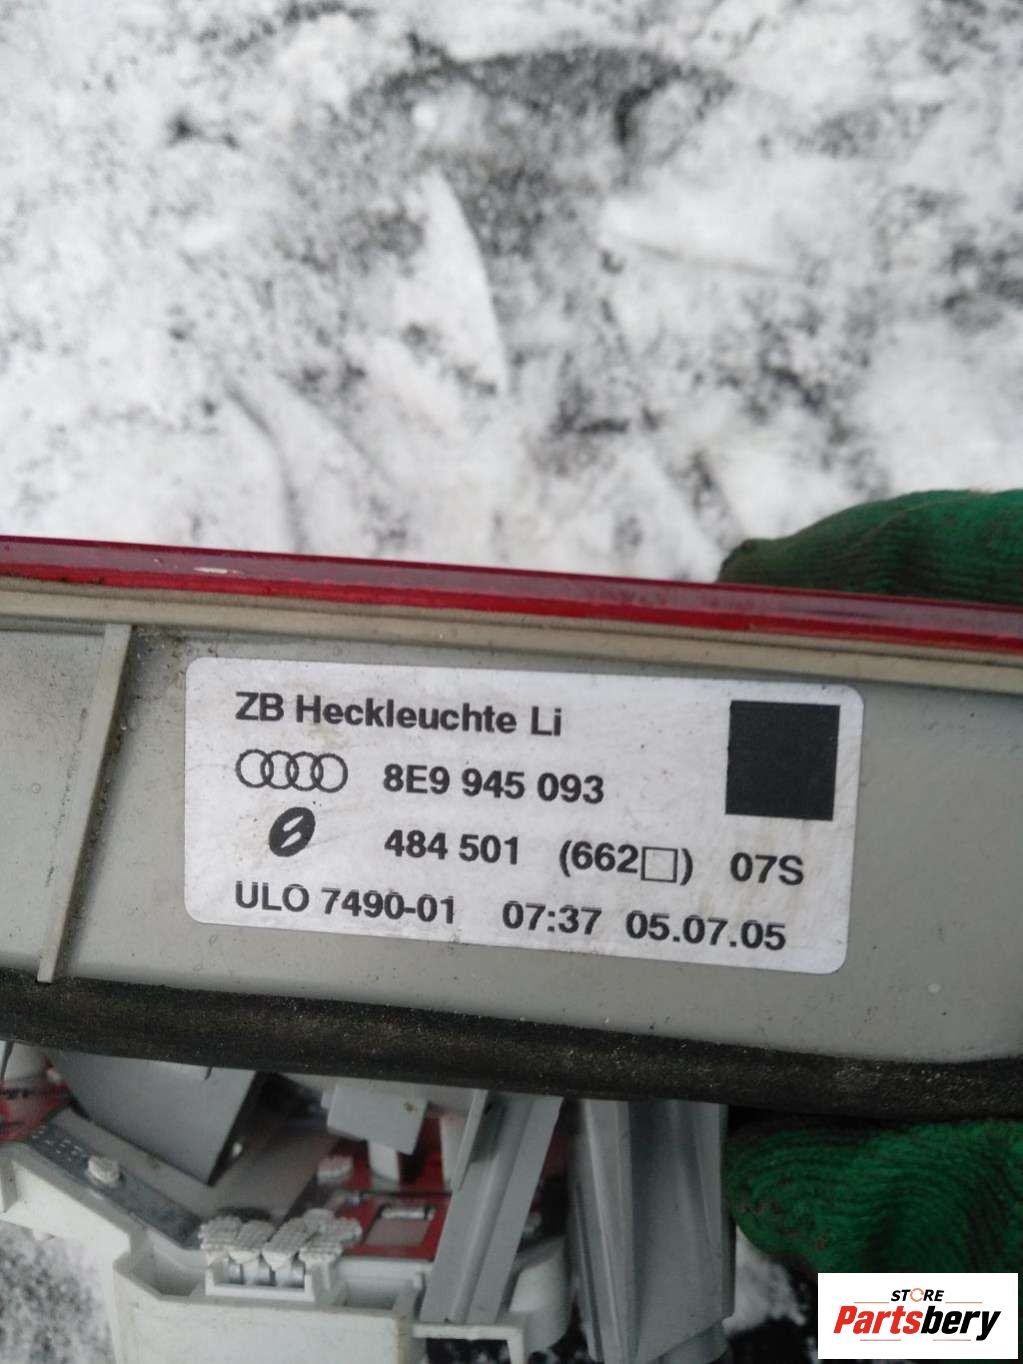 ZB Heckleuchte Li
8E9 945 093
484 501 (662□) 07S
ULO 7490-01 07:37 05.07.05
STORE
Partsbery